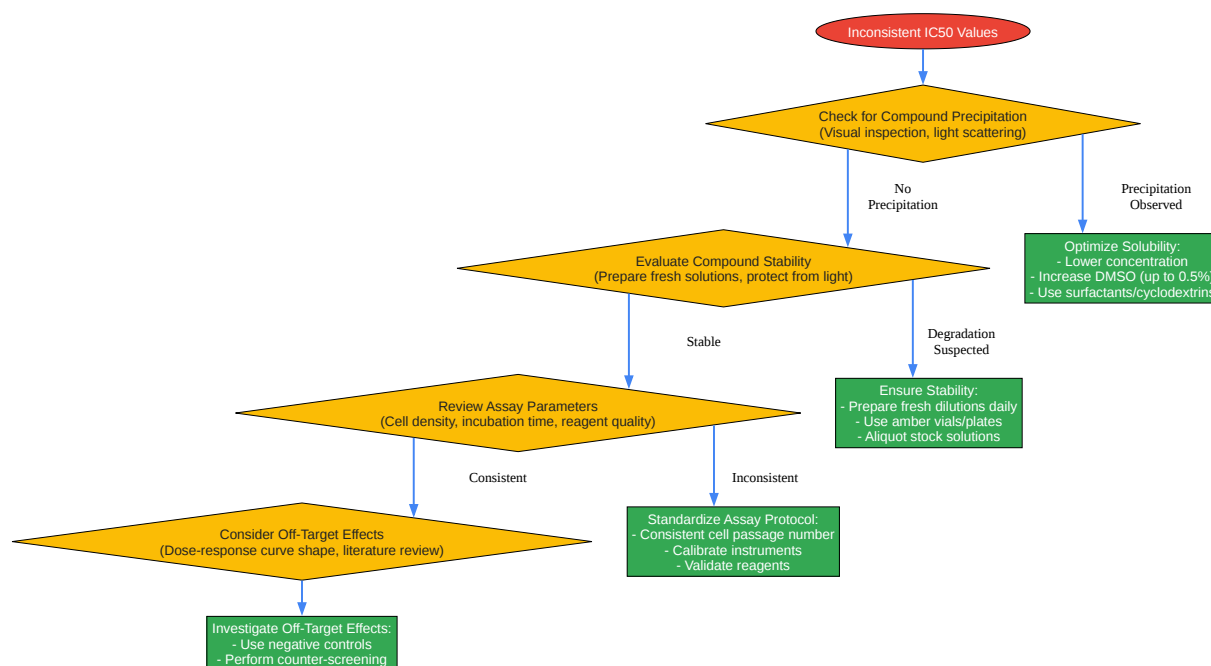 Inconsistent IC50 Values
Check for Compound Precipitation
(Visual inspection, light scattering)
No
Precipitation
Precipitation
Observed
Evaluate Compound Stability
(Prepare fresh solutions, protect from light)
Optimize Solubility:
- Lower concentration
- Increase DMSO (up to 0.5%)
- Use surfactants/cyclodextrins
Stable
Degradation
Suspected
Review Assay Parameters
(Cell density, incubation time, reagent quality)
Ensure Stability:
- Prepare fresh dilutions daily
- Use amber vials/plates
- Aliquot stock solutions
Consistent
Inconsistent
Consider Off-Target Effects
(Dose-response curve shape, literature review)
Standardize Assay Protocol:
- Consistent cell passage number
- Calibrate instruments
- Validate reagents
Investigate Off-Target Effects:
- Use negative controls
- Perform counter-screening